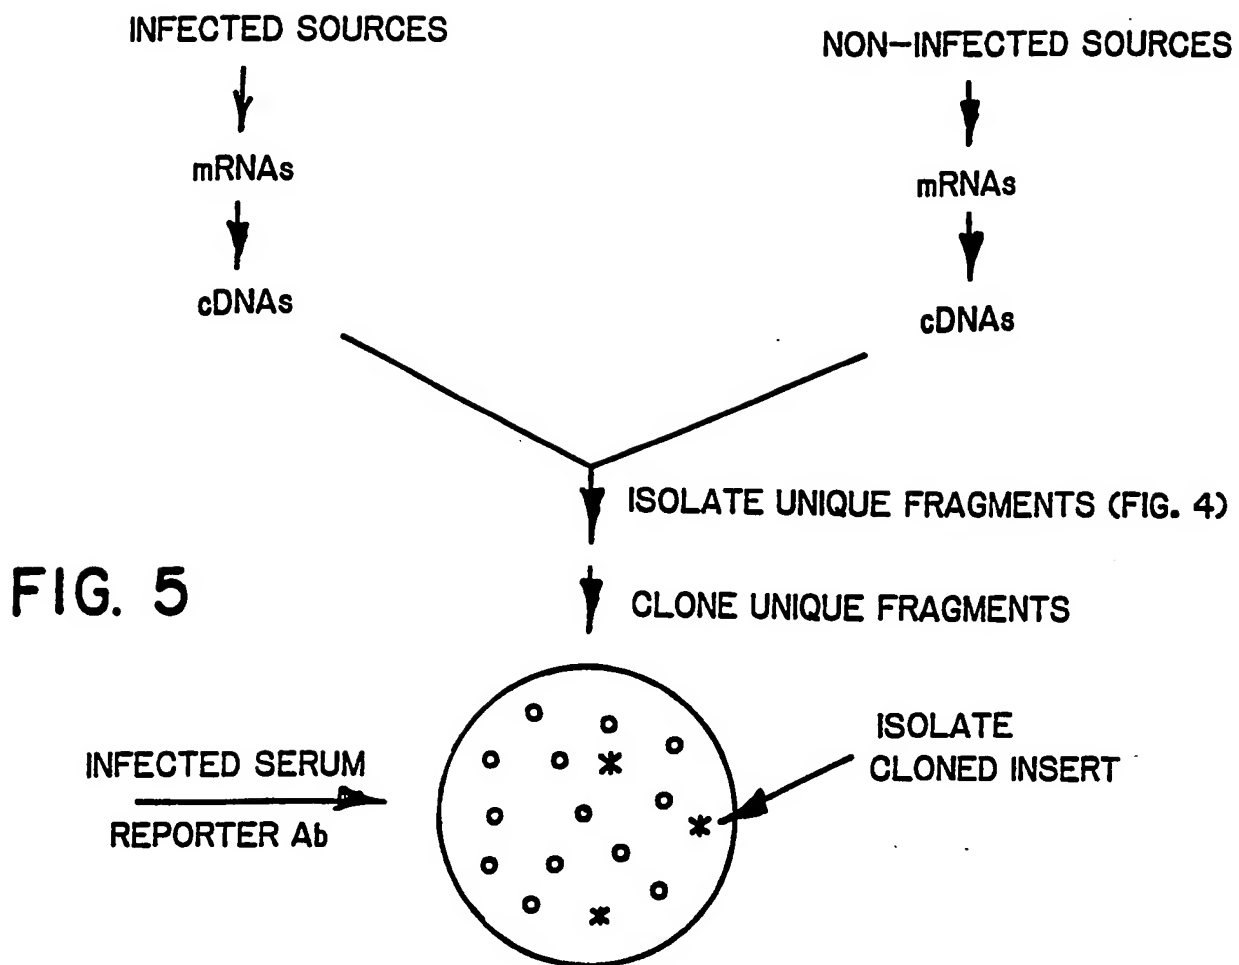 INFECTED SOURCES
NON-INFECTED SOURCES
mRNAs
mRNAs
cDNAs
cDNAs
ISOLATE UNIQUE FRAGMENTS (FIG. 4)
FIG. 5
CLONE UNIQUE FRAGMENTS
INFECTED SERUM
REPORTER Ab
ISOLATE
CLONED INSERT